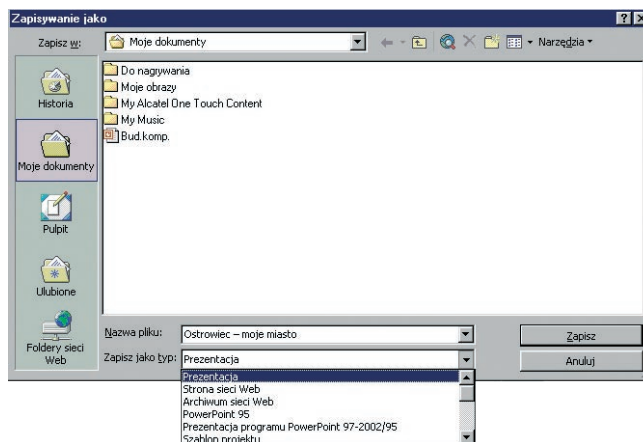 Zapisywanie jako
Zapisz w:
Moje dokumenty
Narzędzia
Historia
Moje dokumenty
Pulpit
Ulubione
Foldery sieci
Web
Do nagrywania
Moje obrazy
My Alcatel One Touch Content
My Music
Bud.komp.
Nazwa pliku:
Ostrowiec – moje miasto
Zapisz
Zapisz jako typ:
Prezentacja
Anuluj
Prezentacja
Strona sieci Web
Archiwum sieci Web
PowerPoint 95
Prezentacja programu PowerPoint 97-2002/95
Szablon projektu